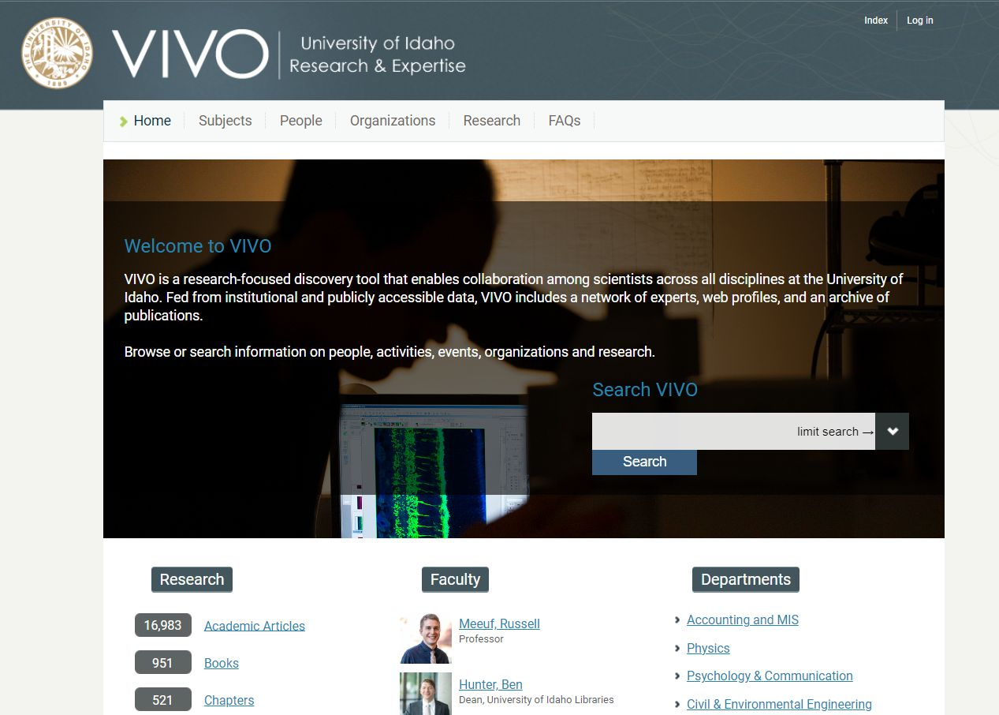 THE UNIVERSITY OF IDAHO
1889
VIVO
University of Idaho
Research & Expertise
Index
Log in
Home
Subjects
People
Organizations
Research
FAQs
Welcome to VIVO
VIVO is a research-focused discovery tool that enables collaboration among scientists across all disciplines at the University of
Idaho. Fed from institutional and publicly accessible data, VIVO includes a network of experts, web profiles, and an archive of
publications.
Browse or search information on people, activities, events, organizations and research.
Search VIVO
limit search →
Search
Research
16,983 Academic Articles
951 Books
521 Chapters
Faculty
Meeuf, Russell
Professor
Hunter, Ben
Dean, University of Idaho Libraries
Departments
Accounting and MIS
Physics
Psychology & Communication
Civil & Environmental Engineering